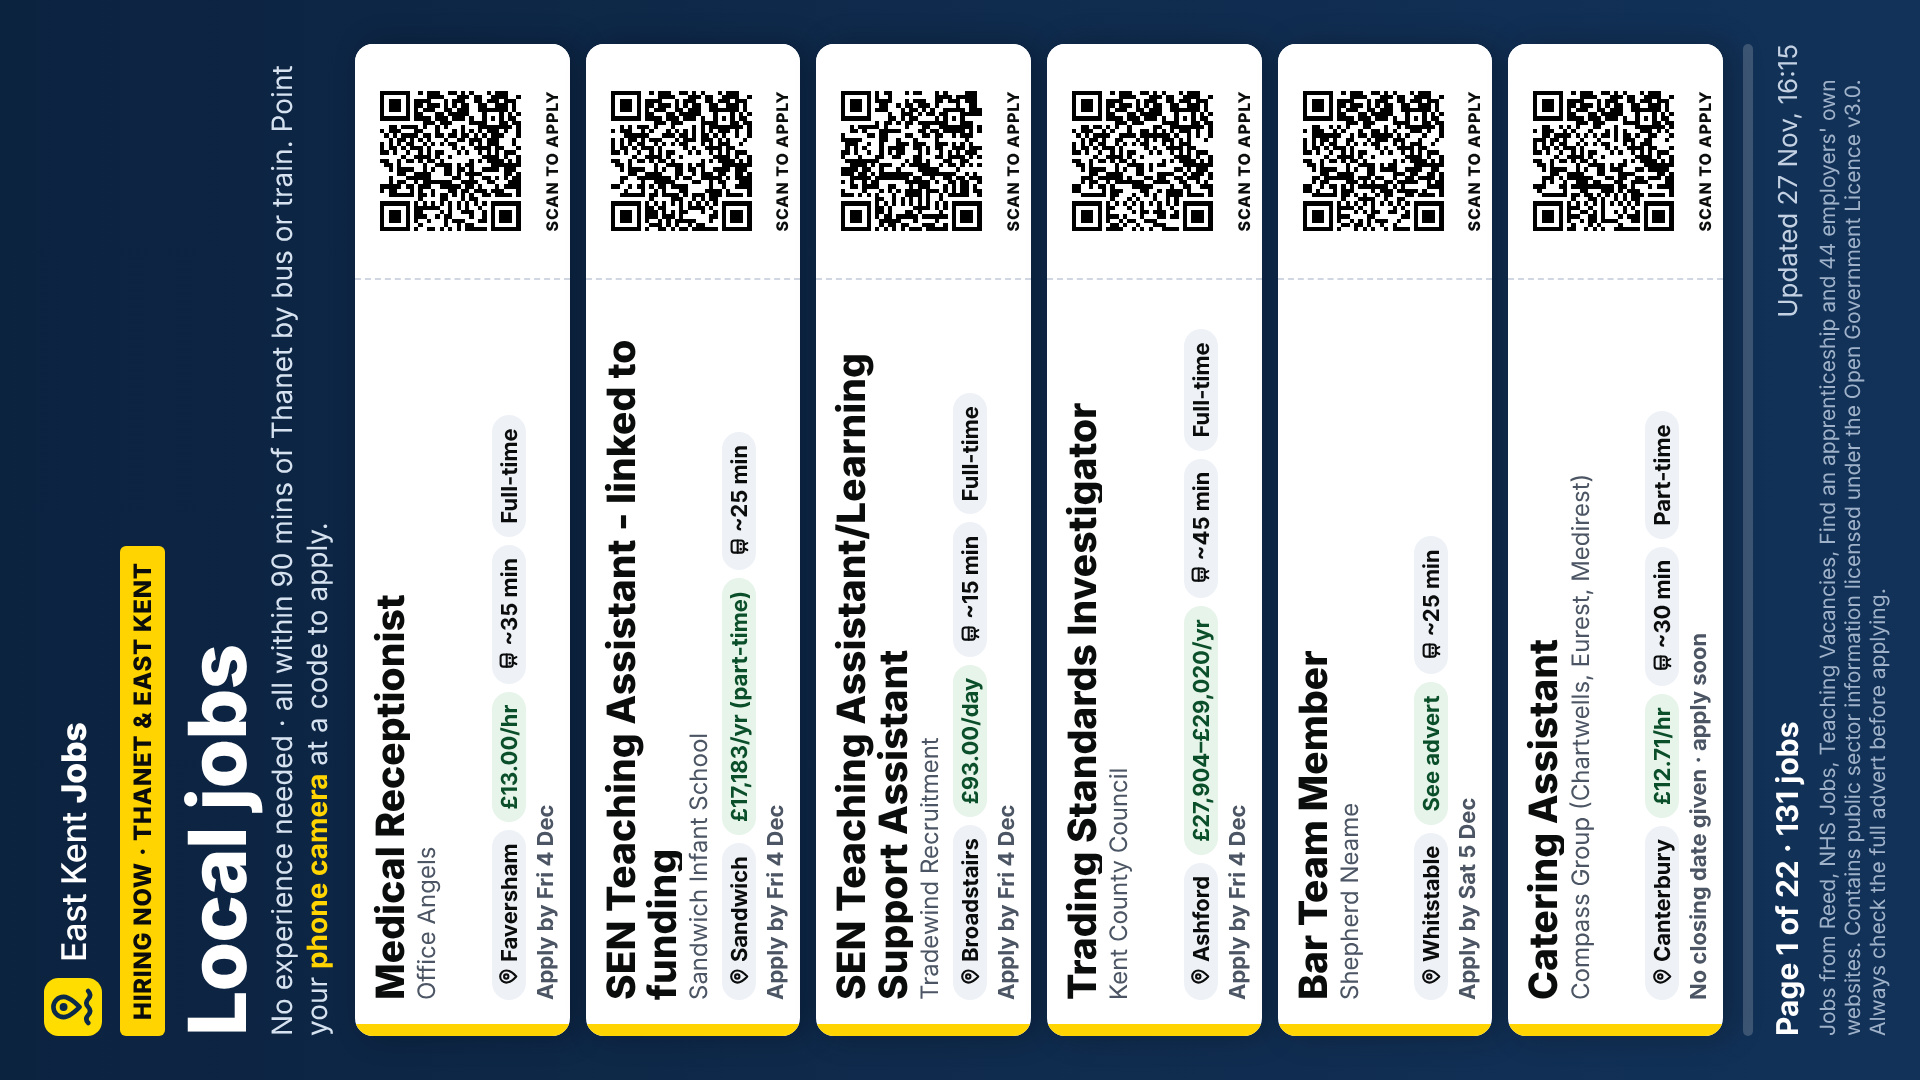 East Kent Jobs
HIRING NOW · THANET & EAST KENT
Local jobs
No experience needed · all within 90 mins of Thanet by bus or train. Point
your phone camera at a code to apply.
Medical Receptionist
Office Angels
Faversham
£13.00/hr
~35 min
Full-time
Apply by Fri 4 Dec
SCAN TO APPLY
SEN Teaching Assistant - linked to
funding
Sandwich Infant School
Sandwich
£17,183/yr (part-time)
~25 min
Apply by Fri 4 Dec
SCAN TO APPLY
SEN Teaching Assistant/Learning
Support Assistant
Tradewind Recruitment
Broadstairs
£93.00/day
~15 min
Full-time
Apply by Fri 4 Dec
SCAN TO APPLY
Trading Standards Investigator
Kent County Council
Ashford
£27,904–£29,020/yr
~45 min
Full-time
Apply by Fri 4 Dec
SCAN TO APPLY
Bar Team Member
Shepherd Neame
Whitstable
See advert
~25 min
Apply by Sat 5 Dec
SCAN TO APPLY
Catering Assistant
Compass Group (Chartwells, Eurest, Medirest)
Canterbury
£12.71/hr
~30 min
Part-time
No closing date given · apply soon
SCAN TO APPLY
Page 1 of 22 · 131 jobs
Updated 27 Nov, 16:15
Jobs from Reed, NHS Jobs, Teaching Vacancies, Find an apprenticeship and 44 employers' own
websites. Contains public sector information licensed under the Open Government Licence v3.0.
Always check the full advert before applying.